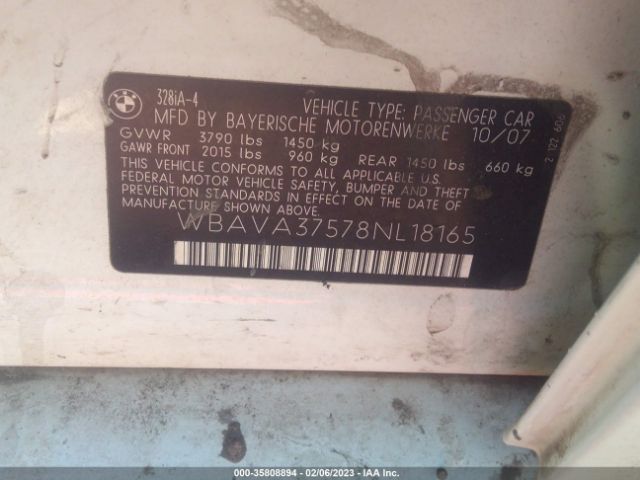 328iA-4
VEHICLE TYPE: PASSENGER CAR
MFD BY BAYERISCHE MOTORENWERKE 10/07
GVWR 3790 lbs 1450 kg
GAWR FRONT 2015 lbs 960 kg REAR 1450 lbs 660 kg
THIS VEHICLE CONFORMS TO ALL APPLICABLE U.S.
FEDERAL MOTOR VEHICLE SAFETY, BUMPER AND THEFT
PREVENTION STANDARDS IN EFFECT ON THE DATE OF
MANUFACTURE SHOWN ABOVE.
WBAVA37578NL18165
2 122 606
000-35808894 | 02/06/2023 | IAA Inc.